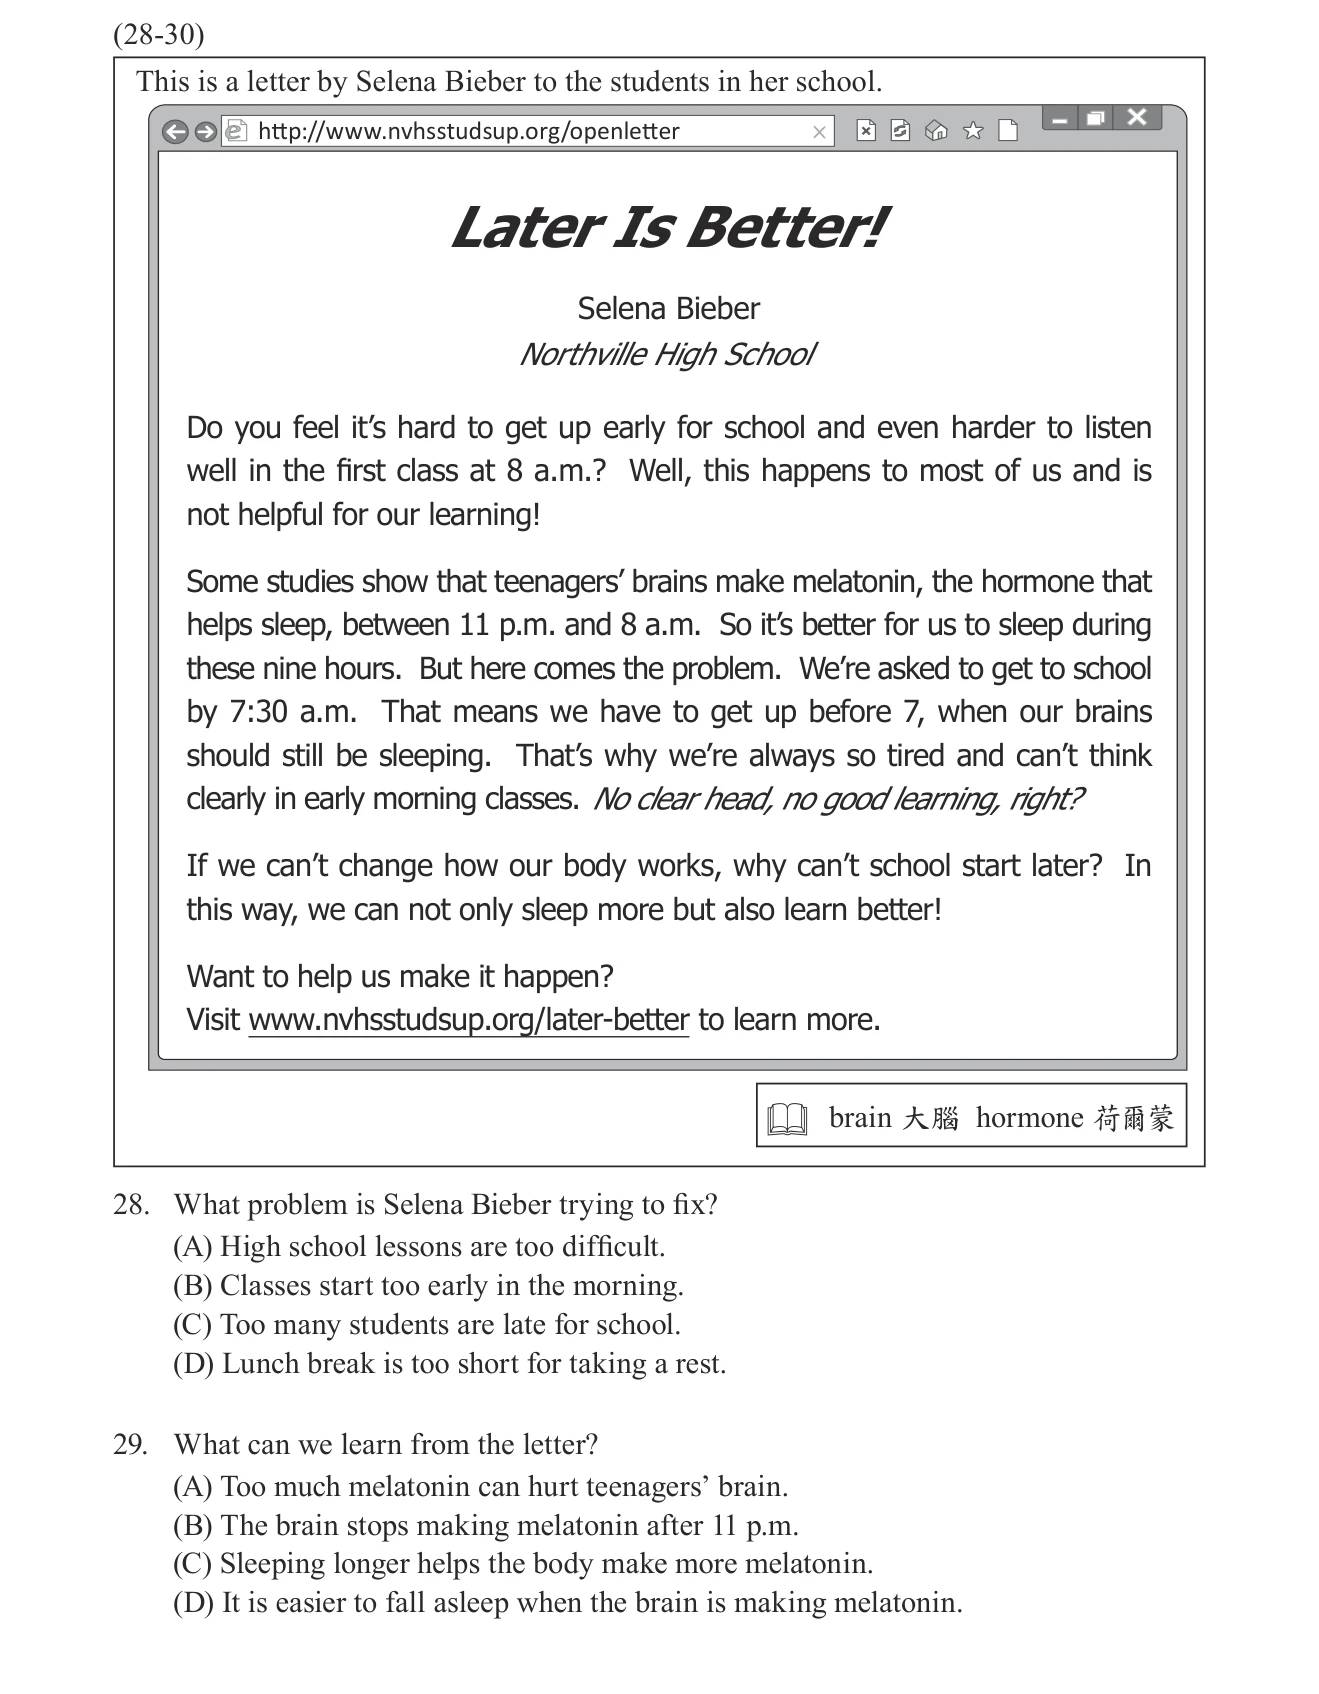 (28-30)
This is a letter by Selena Bieber to the students in her school.
http://www.nvhsstudsup.org/openletter
Later Is Better!
Selena Bieber
Northville High School
Do you feel it's hard to get up early for school and even harder to listen
well in the first class at 8 a.m.? Well, this happens to most of us and is
not helpful for our learning!
Some studies show that teenagers' brains make melatonin, the hormone that
helps sleep, between 11 p.m. and 8 a.m. So it's better for us to sleep during
these nine hours. But here comes the problem. We're asked to get to school
by 7:30 a.m. That means we have to get up before 7, when our brains
should still be sleeping. That's why we're always so tired and can't think
clearly in early morning classes. No clear head, no good learning, right?
If we can't change how our body works, why can't school start later? In
this way, we can not only sleep more but also learn better!
Want to help us make it happen?
Visit www.nvhsstudsup.org/later-better to learn more.
brain 大腦 hormone 荷爾蒙
28. What problem is Selena Bieber trying to fix?
(A) High school lessons are too difficult.
(B) Classes start too early in the morning.
(C) Too many students are late for school.
(D) Lunch break is too short for taking a rest.
29. What can we learn from the letter?
(A) Too much melatonin can hurt teenagers' brain.
(B) The brain stops making melatonin after 11 p.m.
(C) Sleeping longer helps the body make more melatonin.
(D) It is easier to fall asleep when the brain is making melatonin.